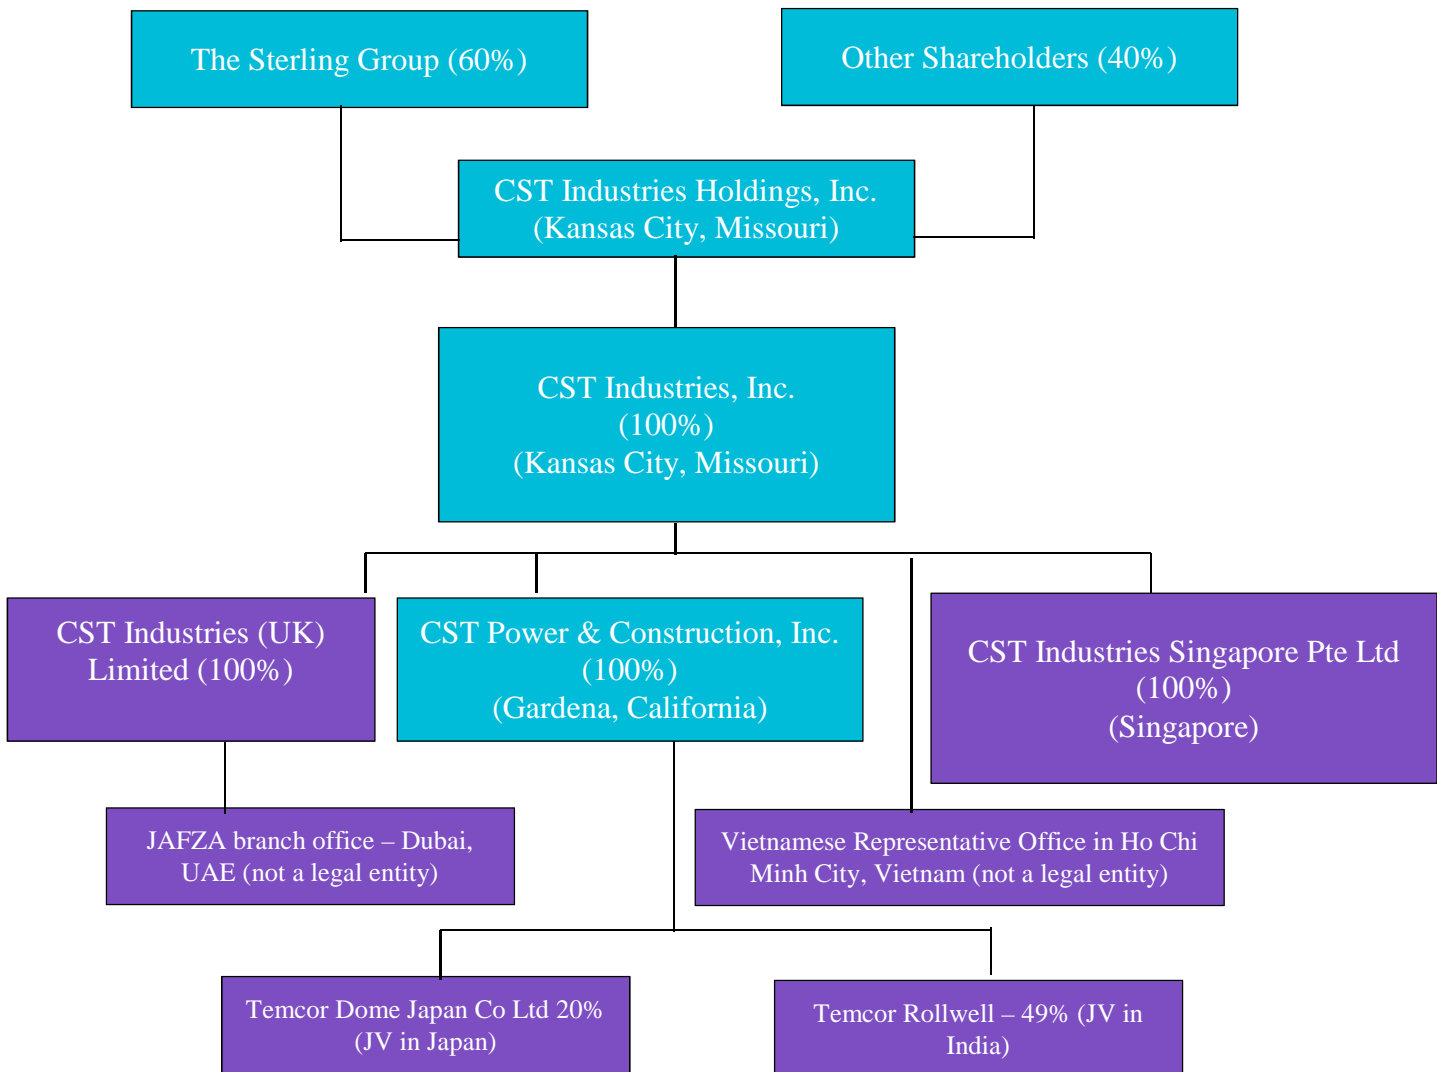 The Sterling Group (60%)
Other Shareholders (40%)
CST Industries Holdings, Inc.
(Kansas City, Missouri)
CST Industries, Inc.
(100%)
(Kansas City, Missouri)
CST Industries (UK)
Limited (100%)
CST Power & Construction, Inc.
(100%)
(Gardena, California)
CST Industries Singapore Pte Ltd
(100%)
(Singapore)
JAFZA branch office – Dubai,
UAE (not a legal entity)
Vietnamese Representative Office in Ho Chi
Minh City, Vietnam (not a legal entity)
Temcor Dome Japan Co Ltd 20%
(JV in Japan)
Temcor Rollwell – 49% (JV in
India)